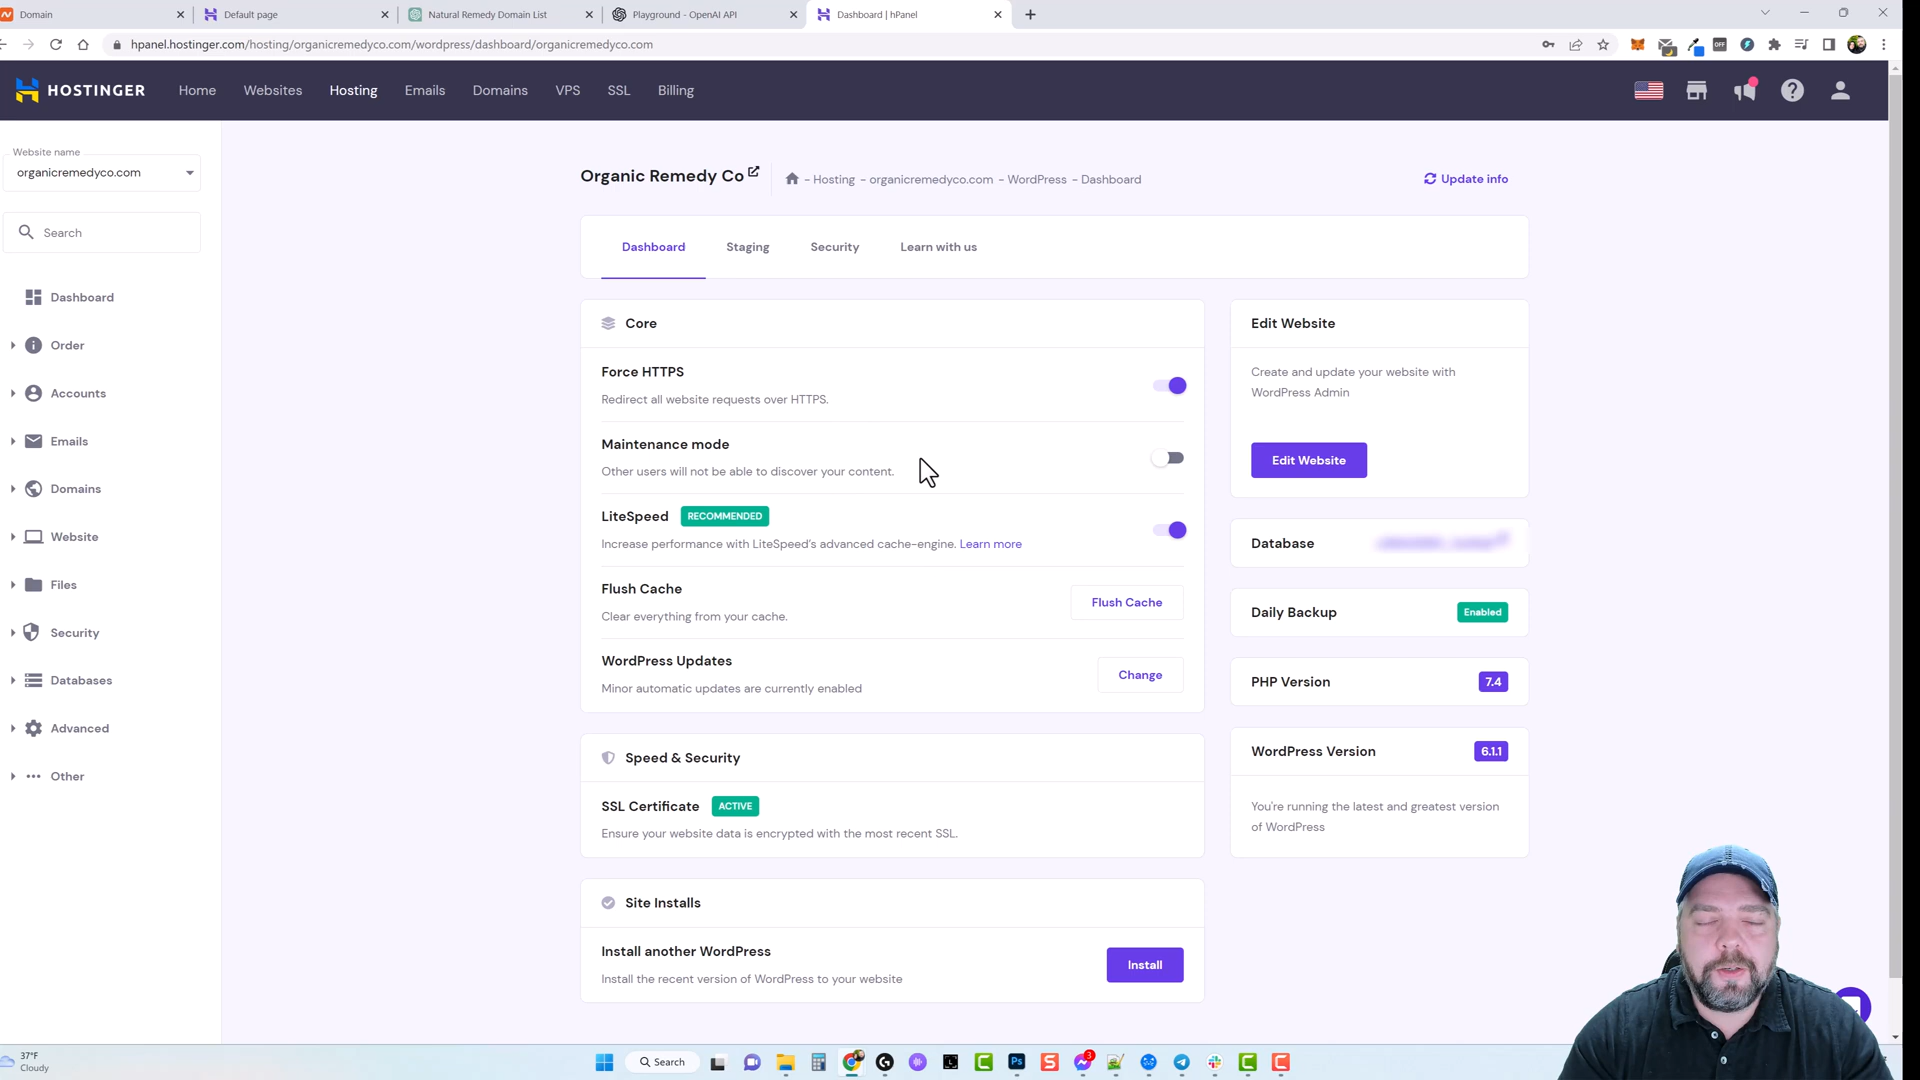 Domain
Default page
Natural Remedy Domain List
Playground - OpenAI API
Dashboard | hPanel
hpanel.hostinger.com/hosting/organicremedyco.com/wordpress/dashboard/organicremedyco.com
OFF
HOSTINGER
Home
Websites
Hosting
Emails
Domains
VPS
SSL
Billing
Website name
organicremedyco.com
Search
Dashboard
Order
Accounts
Emails
Domains
Website
Files
Security
Databases
Advanced
Other
Organic Remedy Co
- Hosting - organicremedyco.com - WordPress - Dashboard
Update info
Dashboard
Staging
Security
Learn with us
Core
Force HTTPS
Redirect all website requests over HTTPS.
Maintenance mode
Other users will not be able to discover your content.
LiteSpeed RECOMMENDED
Increase performance with LiteSpeed's advanced cache-engine. Learn more
Flush Cache
Clear everything from your cache.
Flush Cache
WordPress Updates
Minor automatic updates are currently enabled
Change
Speed & Security
SSL Certificate ACTIVE
Ensure your website data is encrypted with the most recent SSL.
Site Installs
Install another WordPress
Install the recent version of WordPress to your website
Install
Edit Website
Create and update your website with
WordPress Admin
Edit Website
Database
Daily Backup Enabled
PHP Version 7.4
WordPress Version 6.1.1
You're running the latest and greatest version
of WordPress
37°F
Cloudy
Search
Ps
3